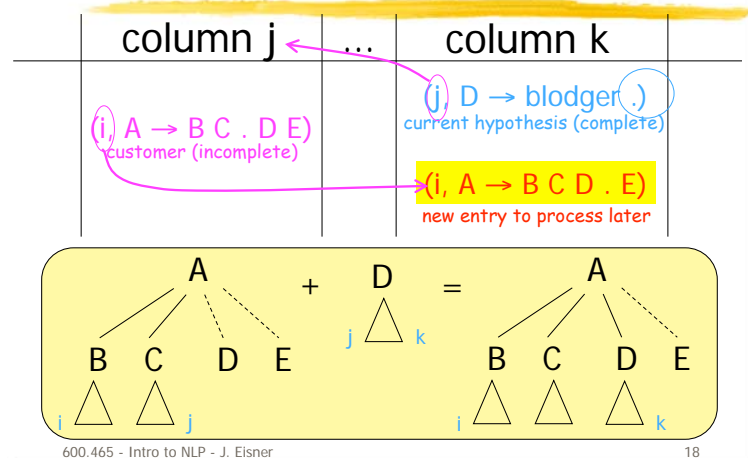 column j ... column k
(j, D → blodger .)
current hypothesis (complete)
(i, A → B C . D E)
customer (incomplete)
(i, A → B C D . E)
new entry to process later
A + D = A
j k
B C D E B C D E
i j i k
600.465 - Intro to NLP - J. Eisner 18